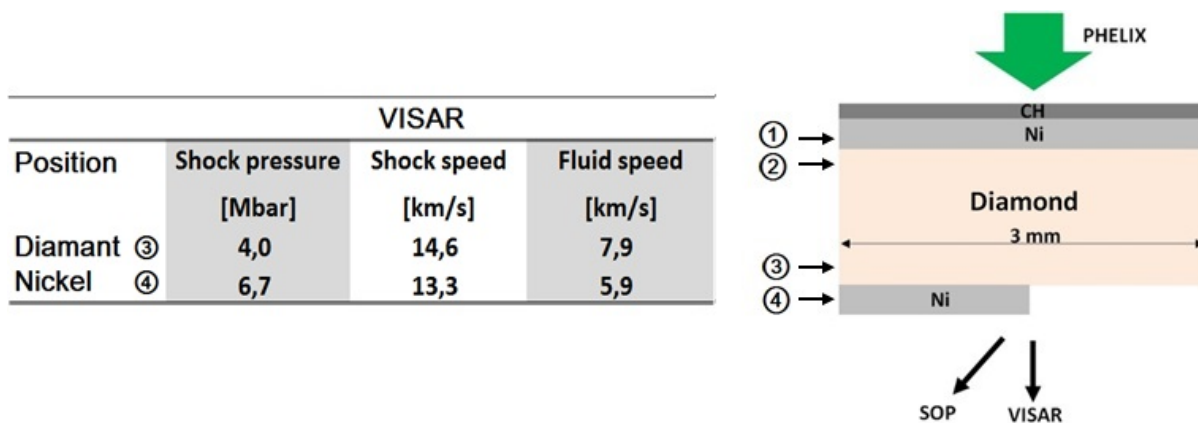 VISAR
Position Shock pressure Shock speed Fluid speed
[Mbar] [km/s] [km/s]
Diamant ③ 4,0 14,6 7,9
Nickel ④ 6,7 13,3 5,9
PHELIX
CH
① Ni
②
Diamond
3 mm
③
④ Ni
SOP VISAR